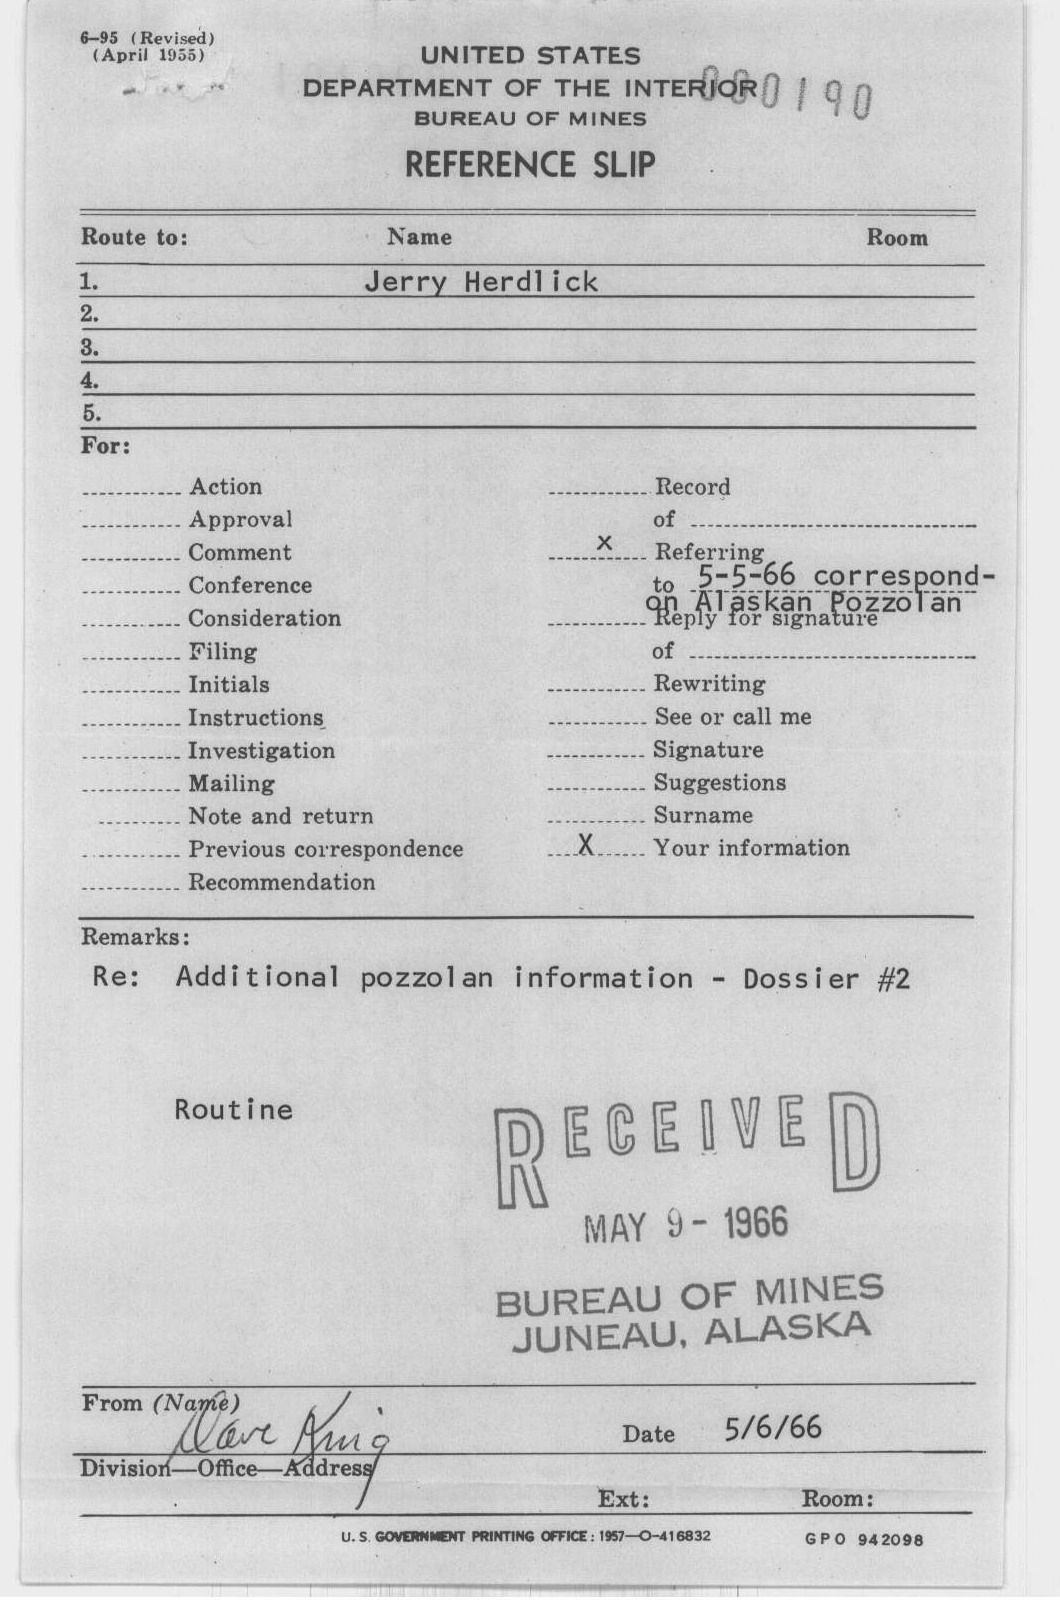 6—95 (Revised)
(April 1955)
UNITED STATES
DEPARTMENT OF THE INTERIOR
000190
BUREAU OF MINES
REFERENCE SLIP
Route to: Name Room
1. Jerry Herdlick
2.
3.
4.
5.
For:
Action
Record
Approval
of
Comment
x Referring
Conference
to 5-5-66 correspond-
on Alaskan Pozzolan
Consideration
Reply for signature
Filing
of
Initials
Rewriting
Instructions
See or call me
Investigation
Signature
Mailing
Suggestions
Note and return
Surname
Previous correspondence
X Your information
Recommendation
Remarks:
Re: Additional pozzolan information - Dossier #2
Routine
RECEIVED
MAY 9 - 1966
BUREAU OF MINES
JUNEAU, ALASKA
From (Name)
Dave King
Date 5/6/66
Division—Office—Address
Ext: Room:
U. S. GOVERNMENT PRINTING OFFICE : 1957—O-416832
GPO 942098